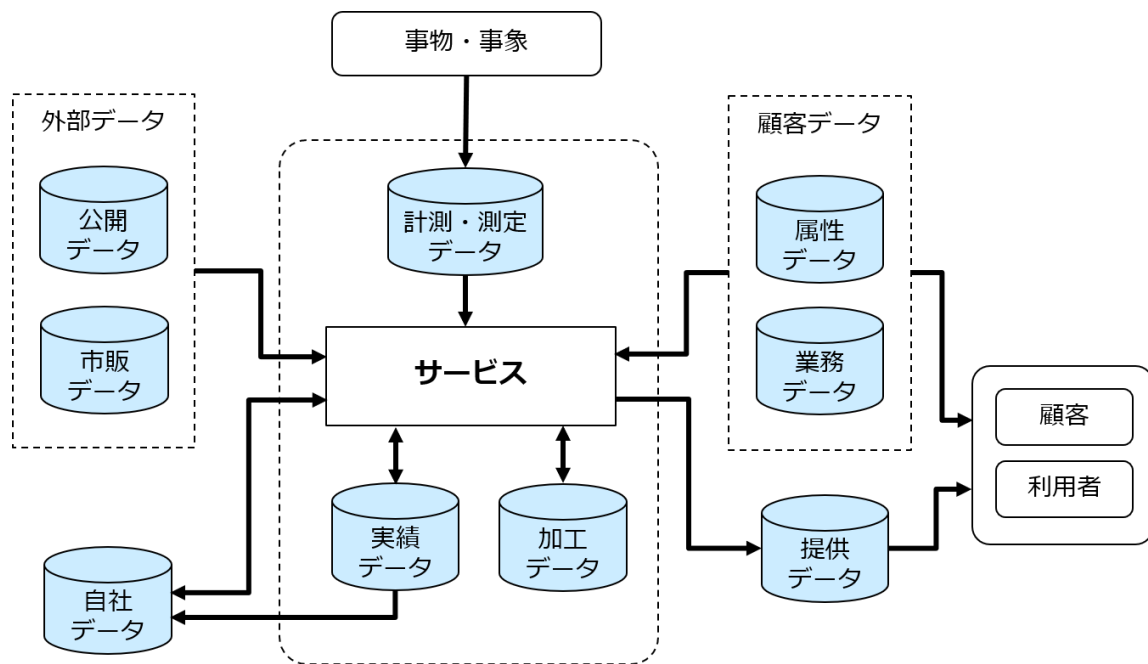 事物・事象
外部データ
公開
データ
市販
データ
計測・測定
データ
顧客データ
属性
データ
業務
データ
サービス
顧客
利用者
実績
データ
加工
データ
提供
データ
自社
データ